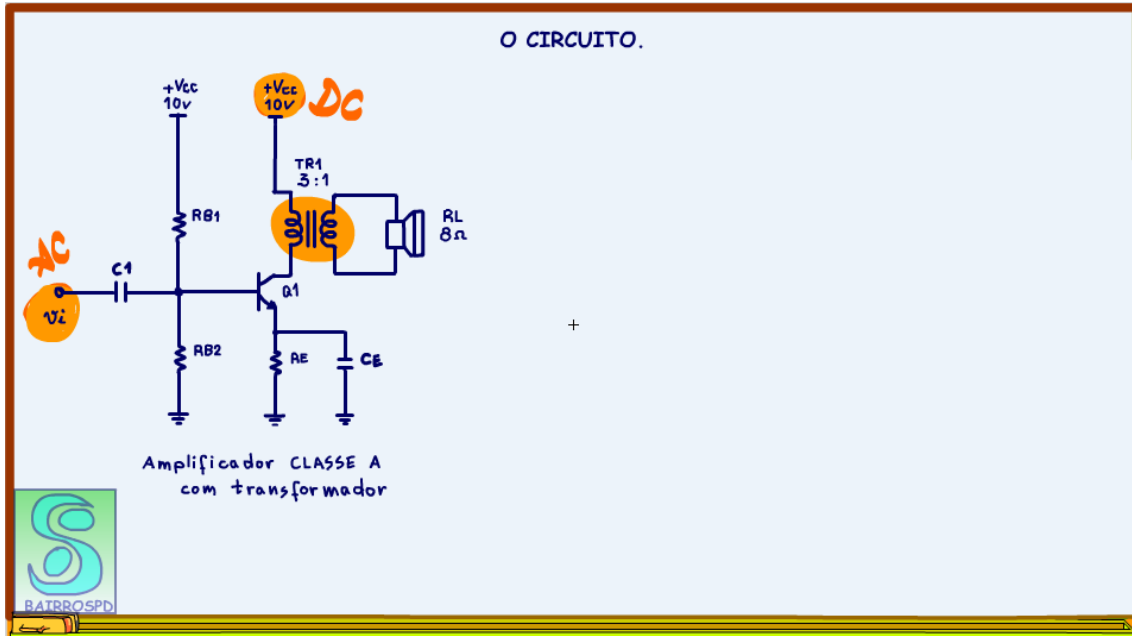 O CIRCUITO.
+Vcc
10v
+Vcc
10v
DC
TR1
3:1
RB1
RL
8Ω
AC
C1
Q1
vi
RB2
RE
CE
Amplificador CLASSE A
com transformador
BAIRROSPD